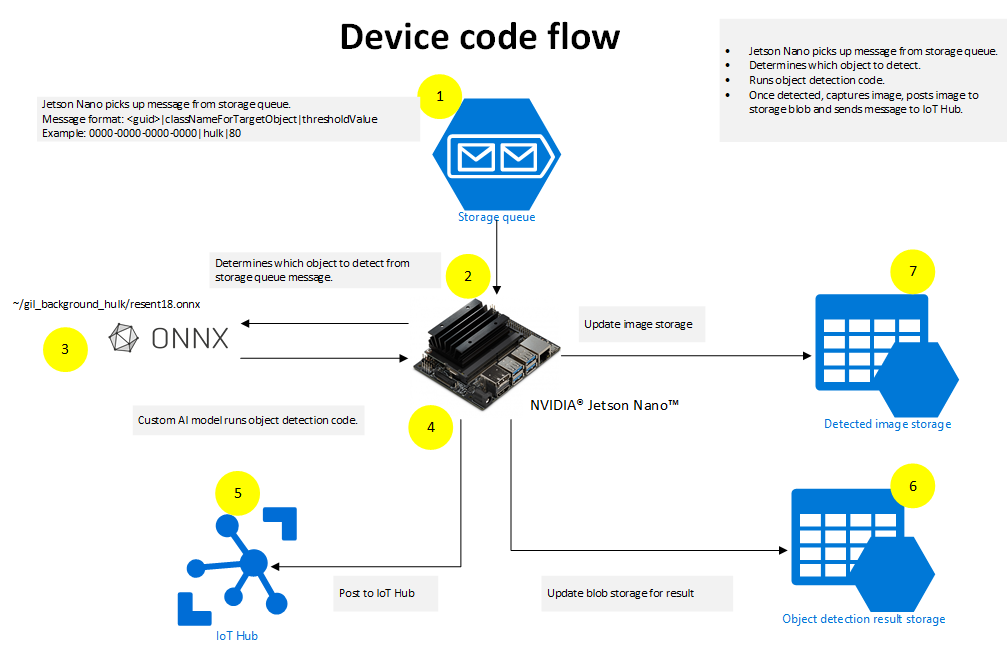 Device code flow
• Jetson Nano picks up message from storage queue.
• Determines which object to detect.
• Runs object detection code.
• Once detected, captures image, posts image to
storage blob and sends message to IoT Hub.
1
Jetson Nano picks up message from storage queue.
Message format: <guid>|classNameForTargetObject|thresholdValue
Example: 0000-0000-0000-0000|hulk|80
Storage queue
Determines which object to detect from
storage queue message.
2
7
~/gil_background_hulk/resent18.onnx
3
ONNX
Update image storage
NVIDIA® Jetson Nano™
Custom AI model runs object detection code.
4
Detected image storage
5
6
Post to IoT Hub
Update blob storage for result
IoT Hub
Object detection result storage